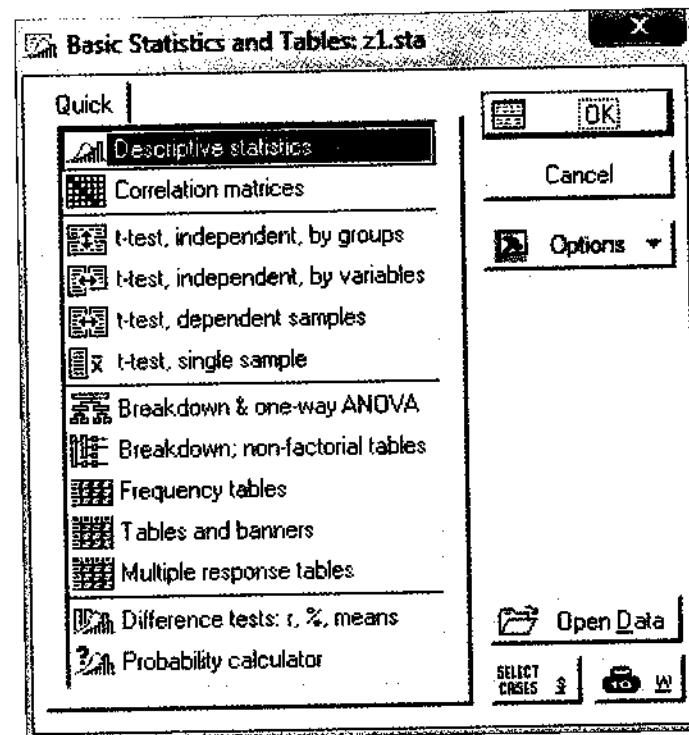 Basic Statistics and Tables: z1.sta
X
Quick
Descriptive statistics
Correlation matrices
t-test, independent, by groups
t-test, independent, by variables
t-test, dependent samples
t-test, single sample
Breakdown & one-way ANOVA
Breakdown; non-factorial tables
Frequency tables
Tables and banners
Multiple response tables
Difference tests: r, %, means
Probability calculator
OK
Cancel
Options
Open Data
SELECT
CASES S
W